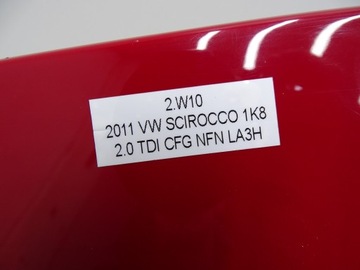 2.W10
2011 VW SCIROCCO 1K8
2.0 TDI CFG NFN LA3H